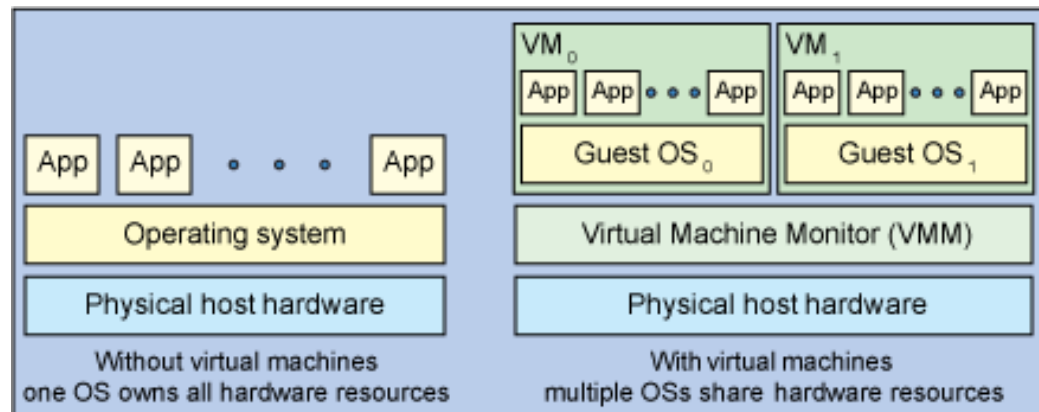 App App App
Operating system
Physical host hardware
Without virtual machines
one OS owns all hardware resources
VM0
App App App
Guest OS0
VM1
App App App
Guest OS1
Virtual Machine Monitor (VMM)
Physical host hardware
With virtual machines
multiple OSs share hardware resources